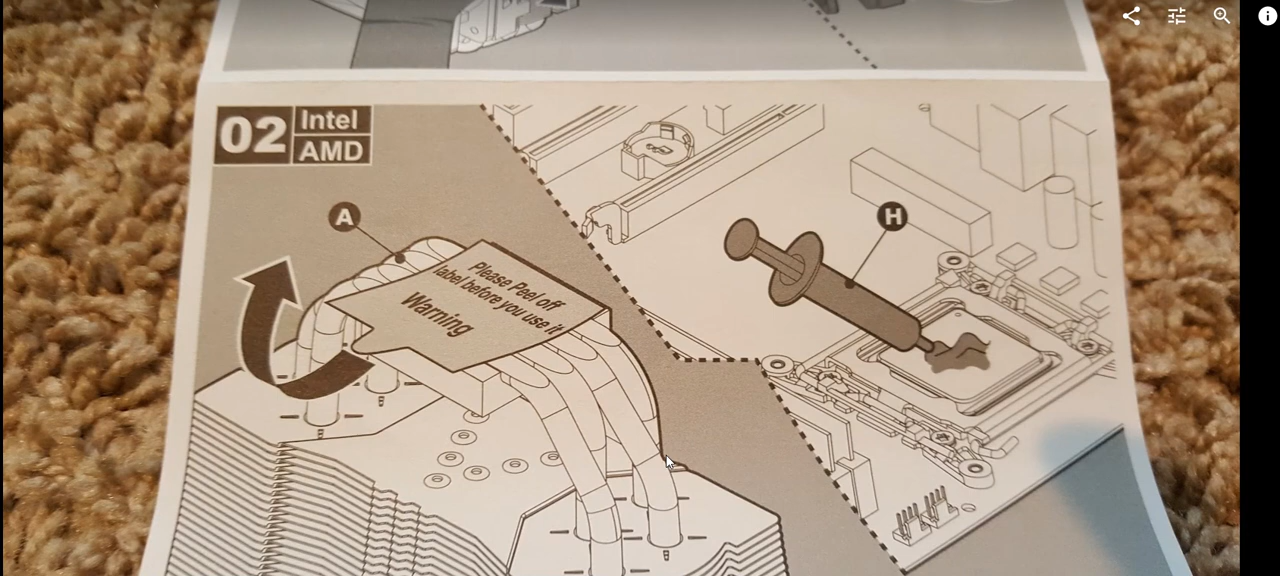 02
Intel
AMD
A
H
Please Peel off
label before you use it
Warning